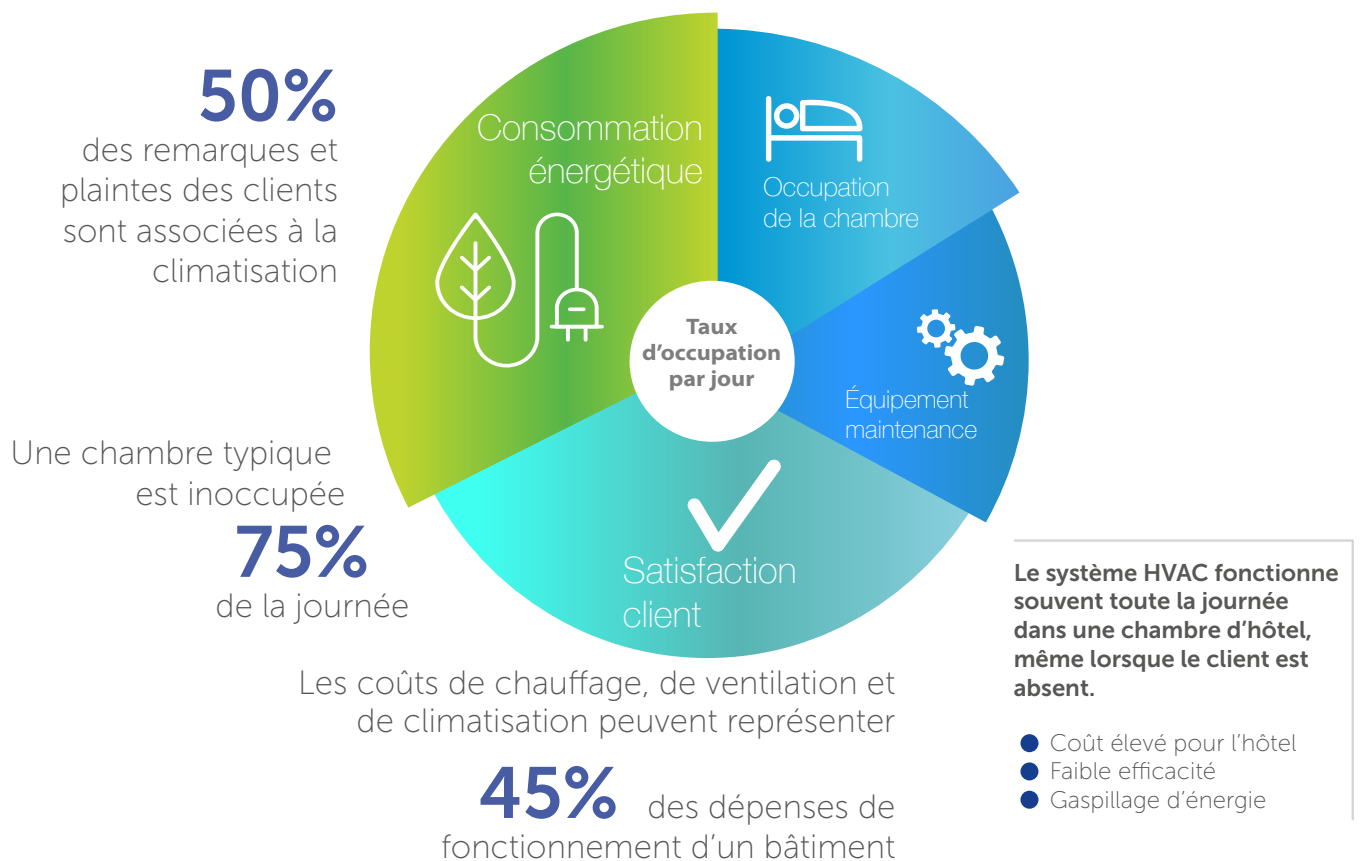 50%
des remarques et
plaintes des clients
sont associées à la
climatisation
Consommation
énergétique
Occupation
de la chambre
Taux
d’occupation
par jour
Équipement
maintenance
Satisfaction
client
Une chambre typique
est inoccupée
75%
de la journée
Les coûts de chauffage, de ventilation et
de climatisation peuvent représenter
45% des dépenses de
fonctionnement d’un bâtiment
Le système HVAC fonctionne
souvent toute la journée
dans une chambre d’hôtel,
même lorsque le client est
absent.
● Coût élevé pour l’hôtel
● Faible efficacité
● Gaspillage d’énergie